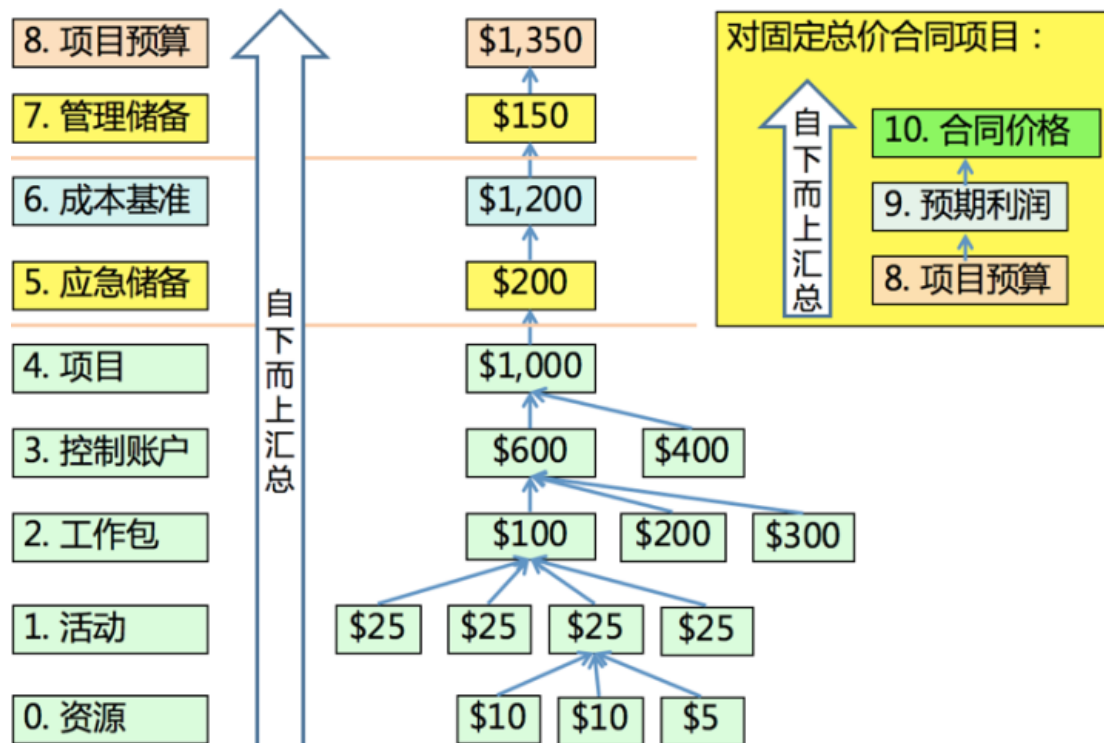 8. 项目预算
$1,350
7. 管理储备
$150
6. 成本基准
$1,200
5. 应急储备
$200
4. 项目
$1,000
3. 控制账户
$600
$400
2. 工作包
$100
$200
$300
1. 活动
$25
$25
$25
$25
0. 资源
$10
$10
$5
自下而上汇总
对固定总价合同项目：
自下而上汇总
10. 合同价格
9. 预期利润
8. 项目预算